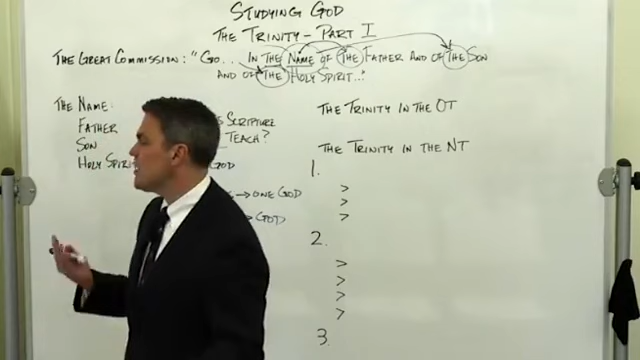 STUDYING GOD
THE TRINITY - PART I
THE GREAT COMMISSION: "GO... IN THE NAME OF THE FATHER AND OF THE SON
AND OF THE HOLY SPIRIT..."
THE NAME:
FATHER
SON
HOLY SPIRIT
SCRIPTURE
TEACH?
GOD
→ ONE GOD
GOD
THE TRINITY IN THE OT
THE TRINITY IN THE NT
1.
>
>
>
2.
>
>
>
>
3.